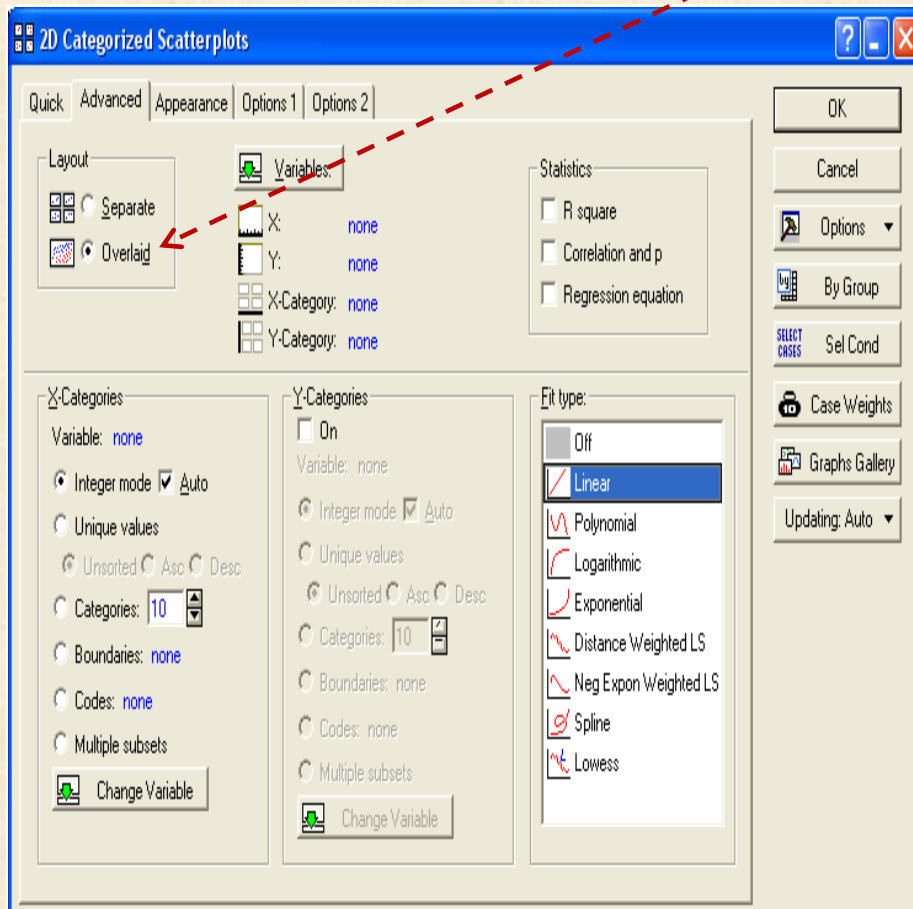 2D Categorized Scatterplots
Quick Advanced Appearance Options 1 Options 2
Layout
Separate
Overlaid
Variables:
X: none
Y: none
X-Category: none
Y-Category: none
Statistics
R square
Correlation and p
Regression equation
X-Categories
Variable: none
Integer mode Auto
Unique values
Unsorted Asc Desc
Categories: 10
Boundaries: none
Codes: none
Multiple subsets
Change Variable
Y-Categories
On
Variable: none
Integer mode Auto
Unique values
Unsorted Asc Desc
Categories: 10
Boundaries: none
Codes: none
Multiple subsets
Change Variable
Fit type:
Off
Linear
Polynomial
Logarithmic
Exponential
Distance Weighted LS
Neg Expon Weighted LS
Spline
Lowess
OK
Cancel
Options
By Group
SELECT CASES Sel Cond
Case Weights
Graphs Gallery
Updating: Auto